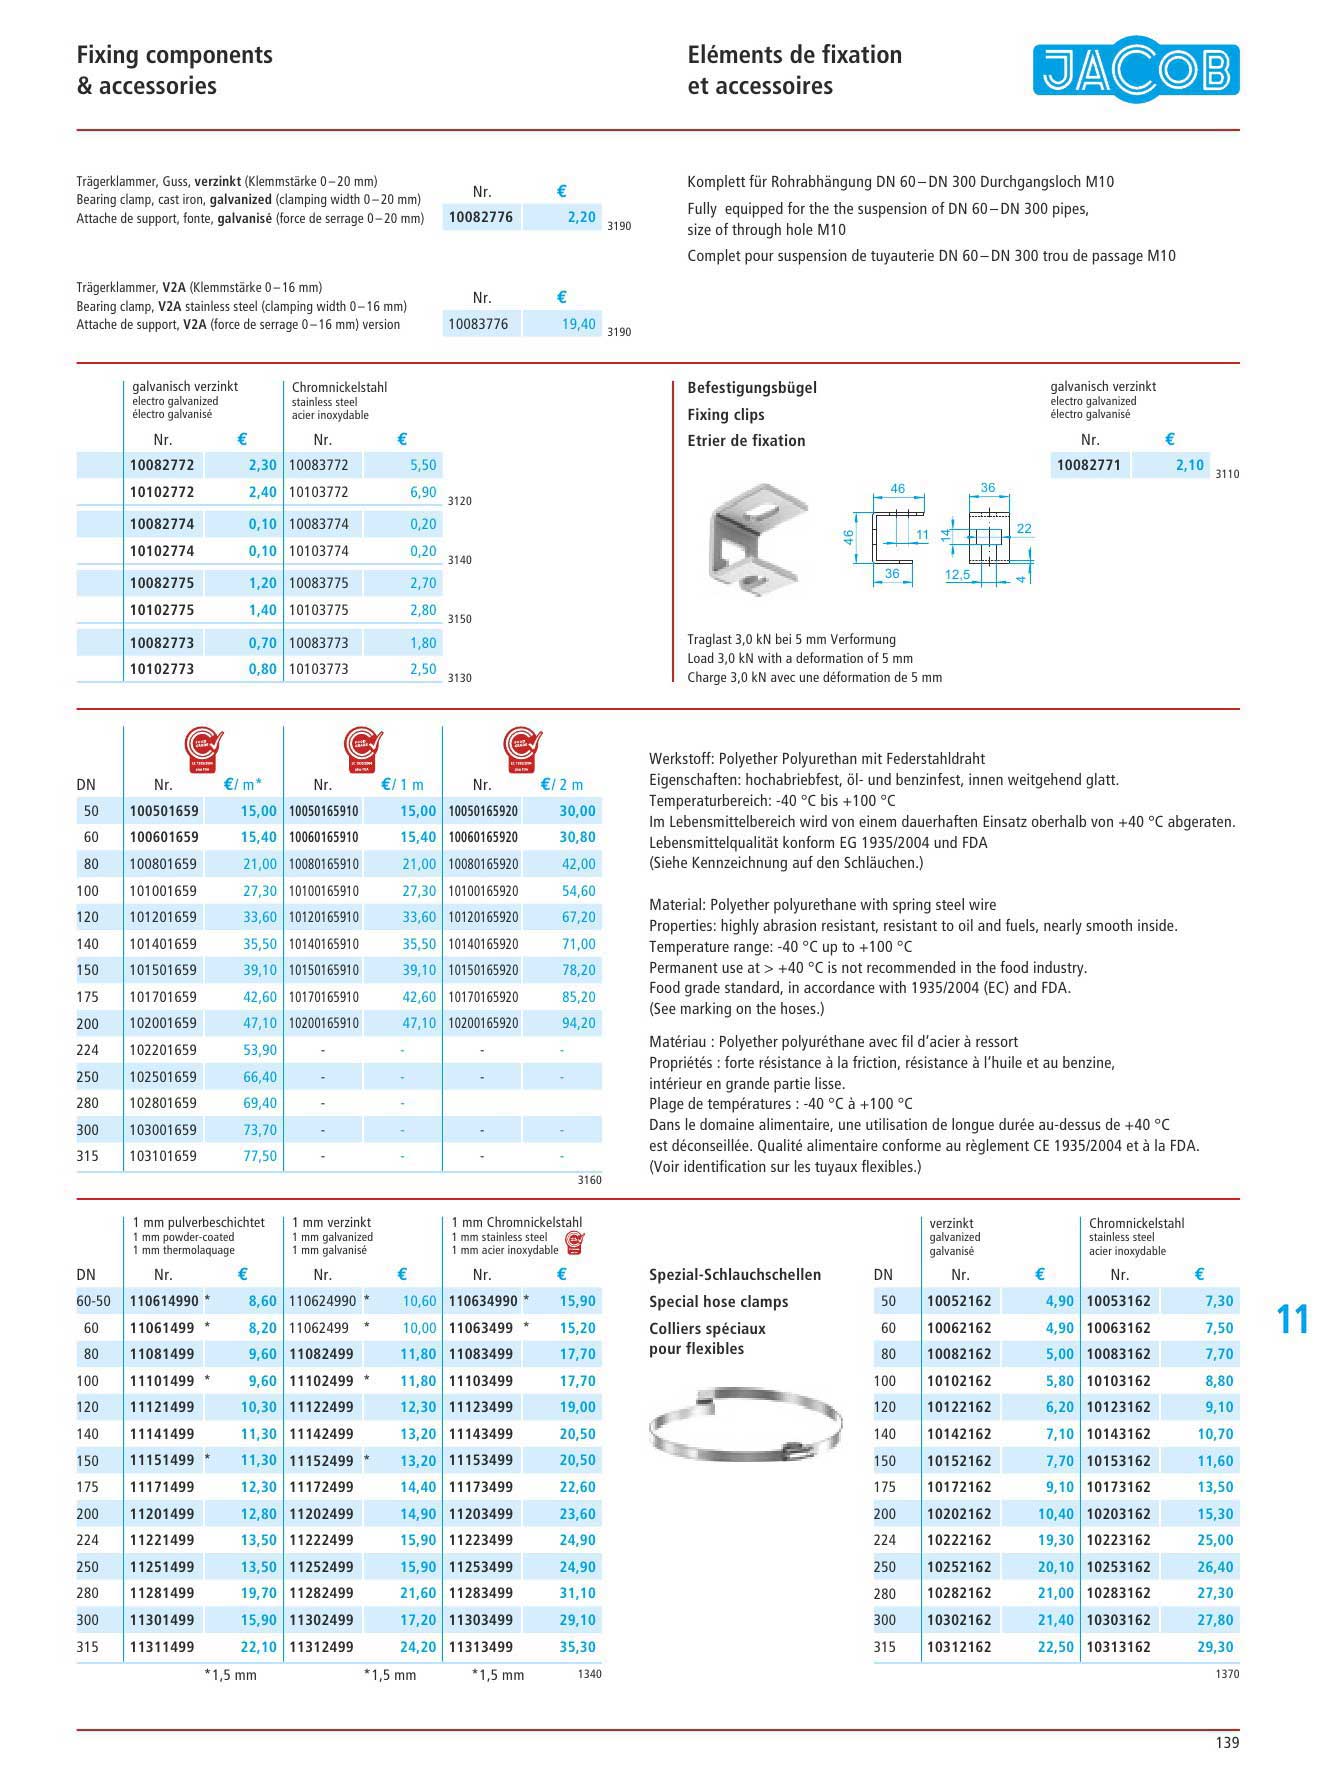 Fixing components
& accessories
Eléments de fixation
et accessoires
JACOB
Trägerklammer, Guss, verzinkt (Klemmstärke 0–20 mm)
Bearing clamp, cast iron, galvanized (clamping width 0–20 mm)
Attache de support, fonte, galvanisé (force de serrage 0–20 mm)
Nr. €
10082776 2,20
3190
Komplett für Rohrabhängung DN 60–DN 300 Durchgangsloch M10
Fully equipped for the the suspension of DN 60–DN 300 pipes,
size of through hole M10
Complet pour suspension de tuyauterie DN 60–DN 300 trou de passage M10
Trägerklammer, V2A (Klemmstärke 0–16 mm)
Bearing clamp, V2A stainless steel (clamping width 0–16 mm)
Attache de support, V2A (force de serrage 0–16 mm) version
Nr. €
10083776 19,40
3190
galvanisch verzinkt
electro galvanized
électro galvanisé
Chromnickelstahl
stainless steel
acier inoxydable
Nr. € Nr. €
10082772 2,30 10083772 5,50
10102772 2,40 10103772 6,90
3120
10082774 0,10 10083774 0,20
10102774 0,10 10103774 0,20
3140
10082775 1,20 10083775 2,70
10102775 1,40 10103775 2,80
3150
10082773 0,70 10083773 1,80
10102773 0,80 10103773 2,50
3130
Befestigungsbügel
Fixing clips
Etrier de fixation
galvanisch verzinkt
electro galvanized
électro galvanisé
Nr. €
10082771 2,10
3110
46
36
46
11
14
22
36
12,5
4
Traglast 3,0 kN bei 5 mm Verformung
Load 3,0 kN with a deformation of 5 mm
Charge 3,0 kN avec une déformation de 5 mm
DN Nr. €/ m* Nr. €/ 1 m Nr. €/ 2 m
50 100501659 15,00 10050165910 15,00 10050165920 30,00
60 100601659 15,40 10060165910 15,40 10060165920 30,80
80 100801659 21,00 10080165910 21,00 10080165920 42,00
100 101001659 27,30 10100165910 27,30 10100165920 54,60
120 101201659 33,60 10120165910 33,60 10120165920 67,20
140 101401659 35,50 10140165910 35,50 10140165920 71,00
150 101501659 39,10 10150165910 39,10 10150165920 78,20
175 101701659 42,60 10170165910 42,60 10170165920 85,20
200 102001659 47,10 10200165910 47,10 10200165920 94,20
224 102201659 53,90 - - - -
250 102501659 66,40 - - - -
280 102801659 69,40 - -
300 103001659 73,70 - - - -
315 103101659 77,50 - - - -
3160
Werkstoff: Polyether Polyurethan mit Federstahldraht
Eigenschaften: hochabriebfest, öl- und benzinfest, innen weitgehend glatt.
Temperaturbereich: -40 °C bis +100 °C
Im Lebensmittelbereich wird von einem dauerhaften Einsatz oberhalb von +40 °C abgeraten.
Lebensmittelqualität konform EG 1935/2004 und FDA
(Siehe Kennzeichnung auf den Schläuchen.)
Material: Polyether polyurethane with spring steel wire
Properties: highly abrasion resistant, resistant to oil and fuels, nearly smooth inside.
Temperature range: -40 °C up to +100 °C
Permanent use at > +40 °C is not recommended in the food industry.
Food grade standard, in accordance with 1935/2004 (EC) and FDA.
(See marking on the hoses.)
Matériau : Polyether polyuréthane avec fil d’acier à ressort
Propriétés : forte résistance à la friction, résistance à l’huile et au benzine,
intérieur en grande partie lisse.
Plage de températures : -40 °C à +100 °C
Dans le domaine alimentaire, une utilisation de longue durée au-dessus de +40 °C
est déconseillée. Qualité alimentaire conforme au règlement CE 1935/2004 et à la FDA.
(Voir identification sur les tuyaux flexibles.)
1 mm pulverbeschichtet
1 mm powder-coated
1 mm thermolaquage
1 mm verzinkt
1 mm galvanized
1 mm galvanisé
1 mm Chromnickelstahl
1 mm stainless steel
1 mm acier inoxydable
DN Nr. € Nr. € Nr. €
60-50 110614990 * 8,60 110624990 * 10,60 110634990 * 15,90
60 11061499 * 8,20 11062499 * 10,00 11063499 * 15,20
80 11081499 9,60 11082499 11,80 11083499 17,70
100 11101499 * 9,60 11102499 * 11,80 11103499 17,70
120 11121499 10,30 11122499 12,30 11123499 19,00
140 11141499 11,30 11142499 13,20 11143499 20,50
150 11151499 * 11,30 11152499 * 13,20 11153499 20,50
175 11171499 12,30 11172499 14,40 11173499 22,60
200 11201499 12,80 11202499 14,90 11203499 23,60
224 11221499 13,50 11222499 15,90 11223499 24,90
250 11251499 13,50 11252499 15,90 11253499 24,90
280 11281499 19,70 11282499 21,60 11283499 31,10
300 11301499 15,90 11302499 17,20 11303499 29,10
315 11311499 22,10 11312499 24,20 11313499 35,30
*1,5 mm *1,5 mm *1,5 mm 1340
Spezial-Schlauchschellen
Special hose clamps
Colliers spéciaux
pour flexibles
verzinkt
galvanized
galvanisé
Chromnickelstahl
stainless steel
acier inoxydable
DN Nr. € Nr. €
50 10052162 4,90 10053162 7,30
60 10062162 4,90 10063162 7,50
80 10082162 5,00 10083162 7,70
100 10102162 5,80 10103162 8,80
120 10122162 6,20 10123162 9,10
140 10142162 7,10 10143162 10,70
150 10152162 7,70 10153162 11,60
175 10172162 9,10 10173162 13,50
200 10202162 10,40 10203162 15,30
224 10222162 19,30 10223162 25,00
250 10252162 20,10 10253162 26,40
280 10282162 21,00 10283162 27,30
300 10302162 21,40 10303162 27,80
315 10312162 22,50 10313162 29,30
1370
11
139